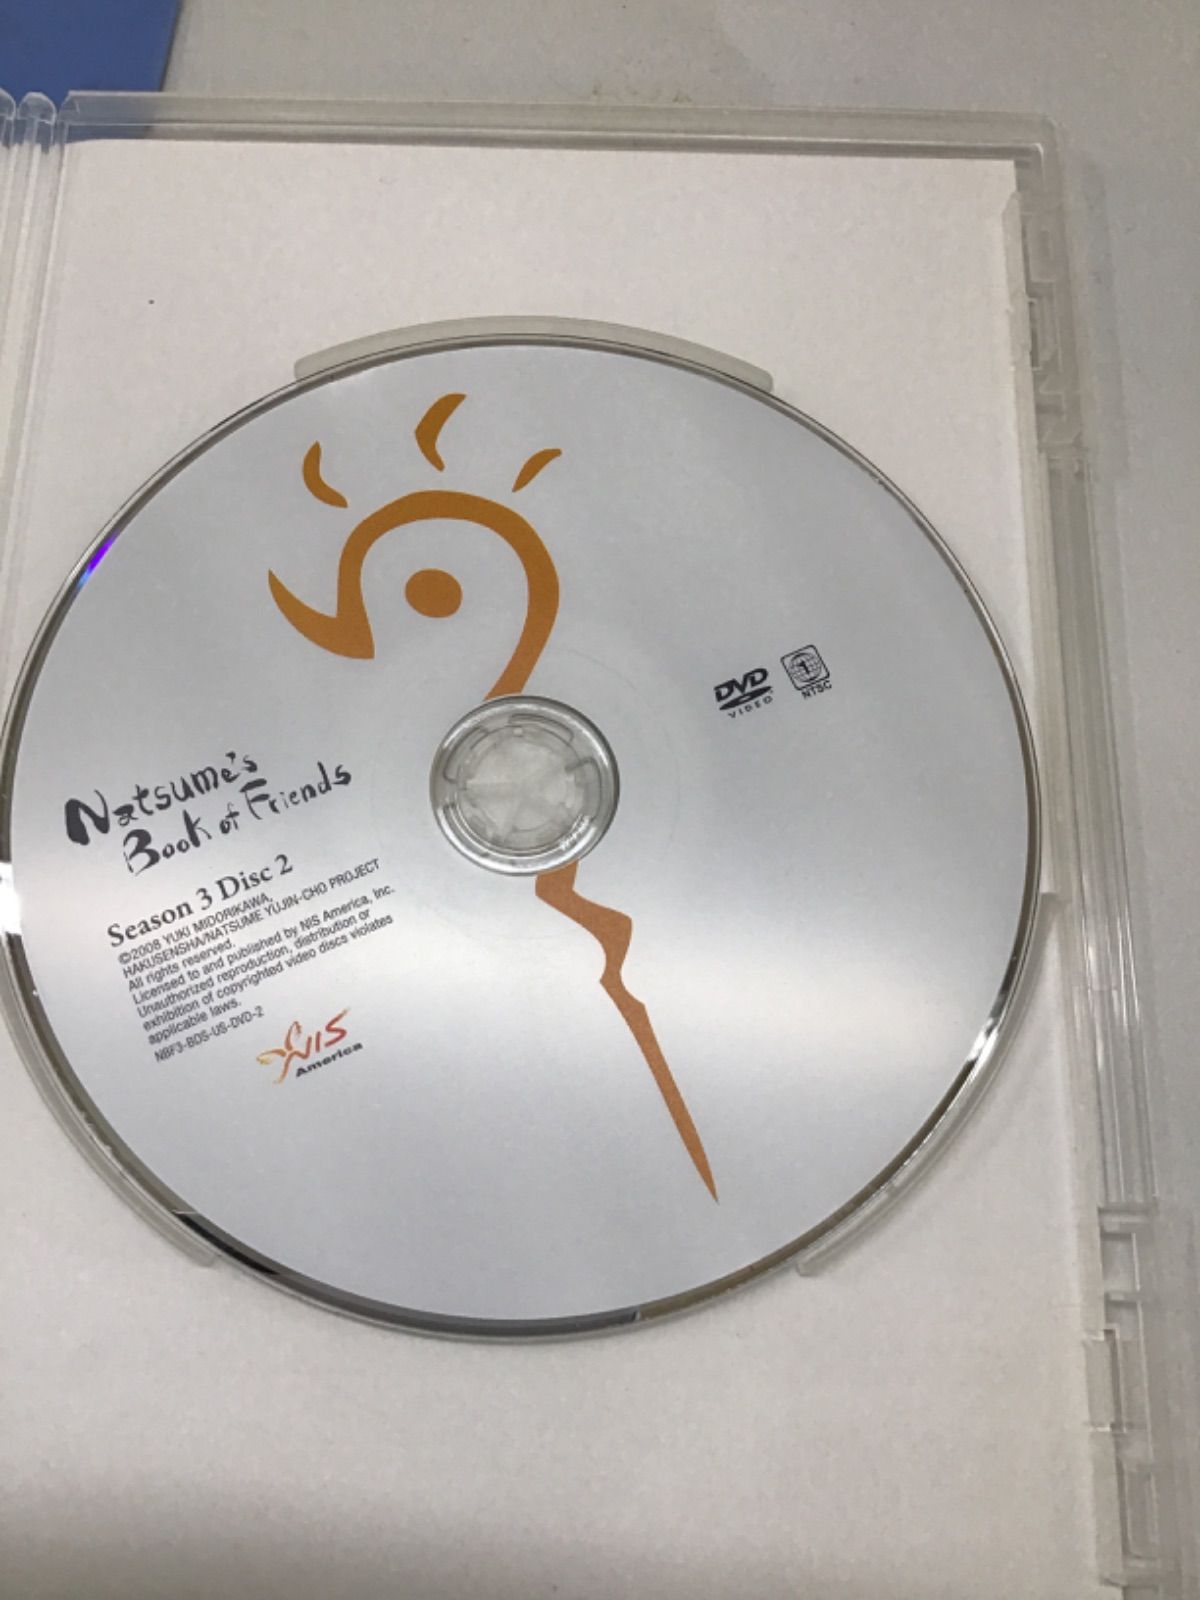 Natsume's
Book of Friends
Season 3 Disc 2
©2008 YUKI MIDORIKAWA,
HAKUSENSHA/NATSUME YUJIN-CHO PROJECT
All rights reserved.
Licensed to and published by NIS America, Inc.
Unauthorized reproduction, distribution or
exhibition of copyrighted video discs violates
applicable laws.
NBF3-BDS-US-DVD-2
NIS
America
DVD
VIDEO
1
NTSC